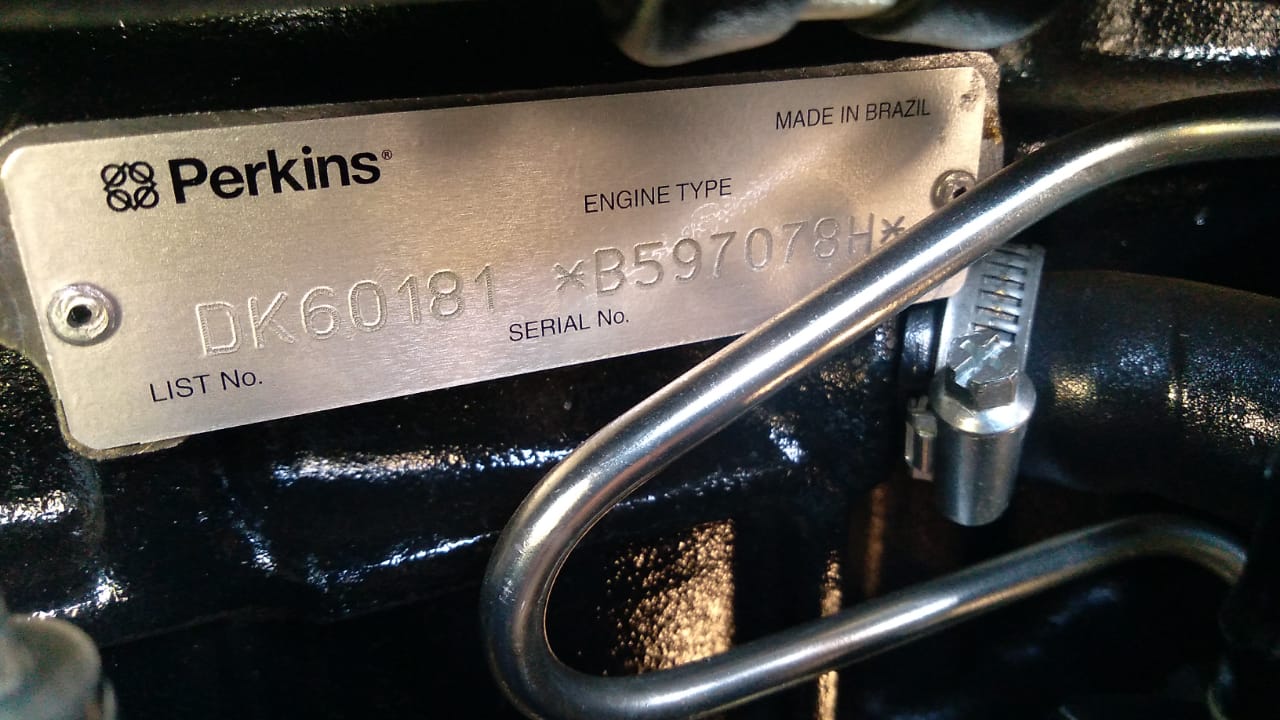 Perkins®
MADE IN BRAZIL
ENGINE TYPE
DK60181 *B597078H*
SERIAL No.
LIST No.